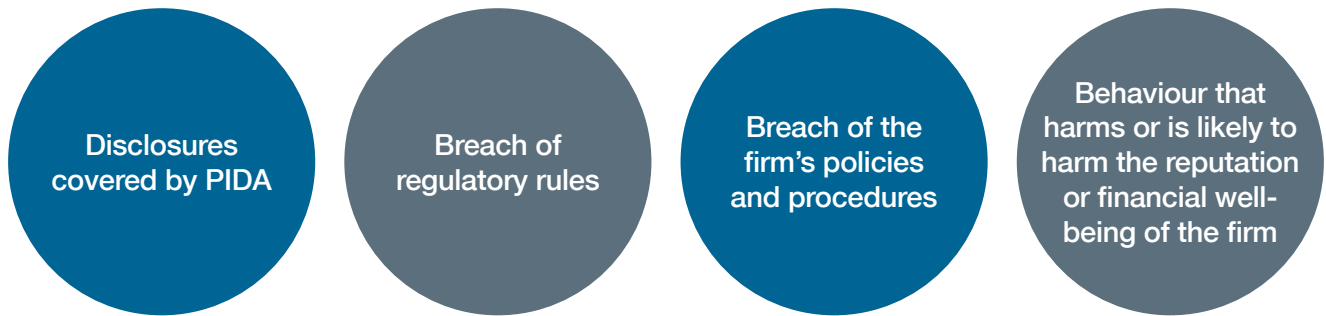 Disclosures
covered by PIDA
Breach of
regulatory rules
Breach of the
firm's policies
and procedures
Behaviour that
harms or is likely to
harm the reputation
or financial well-
being of the firm